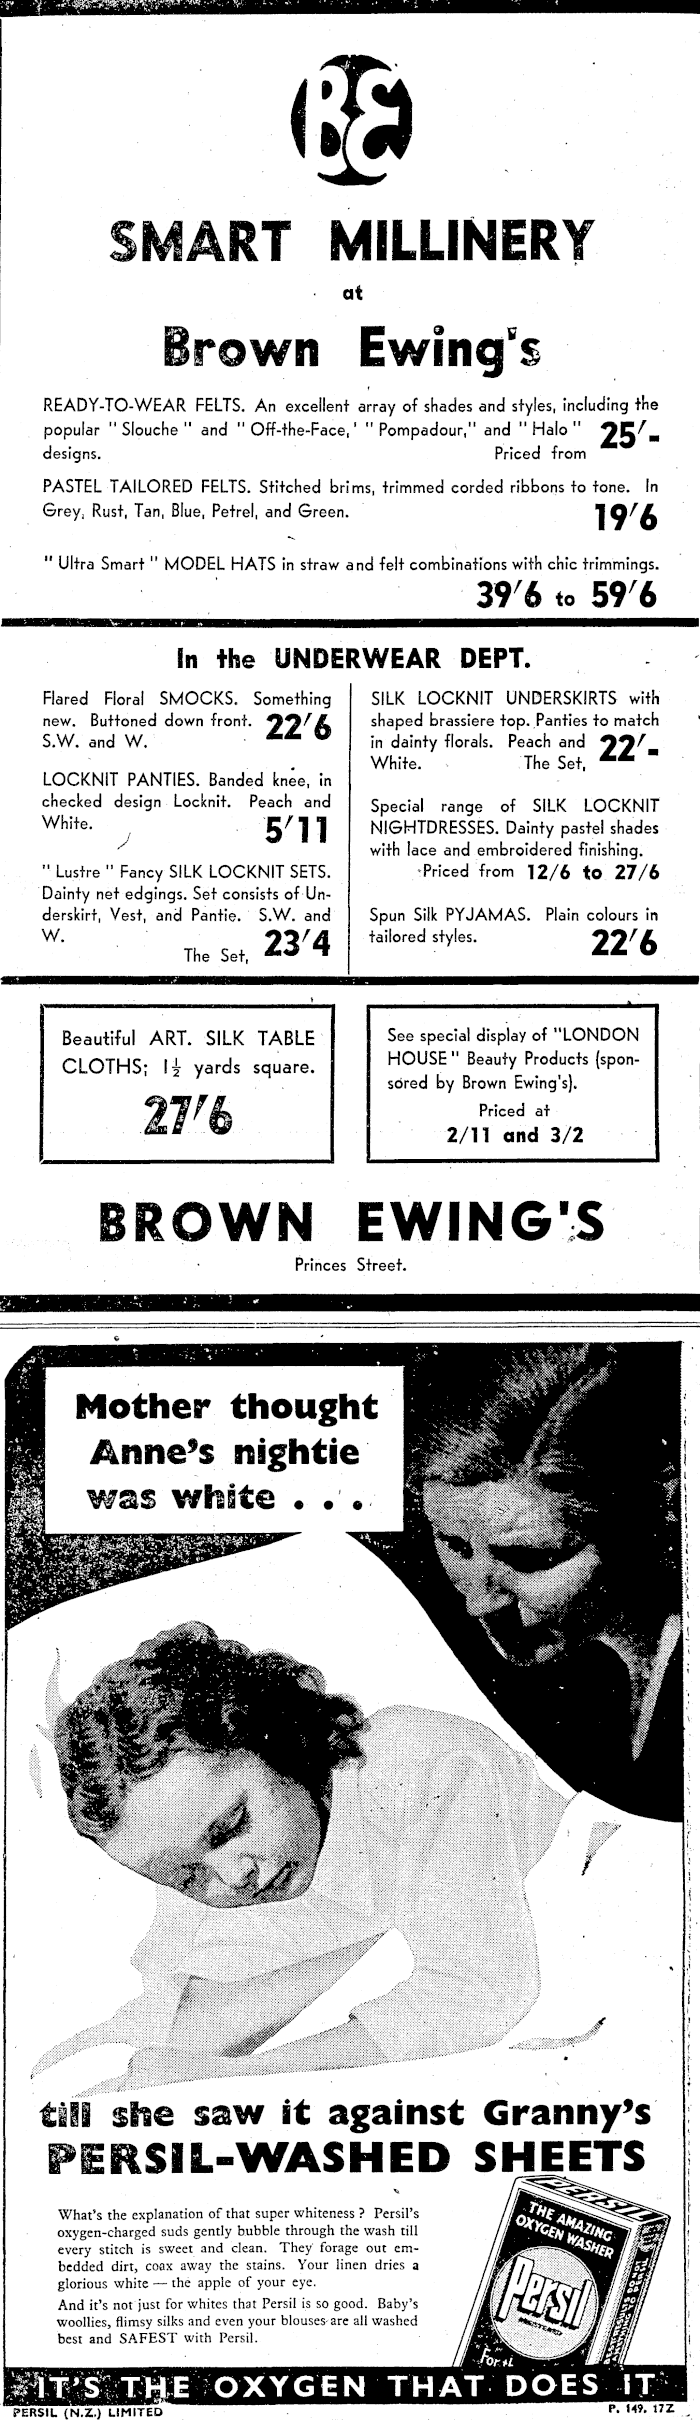 BE
SMART MILLINERY
at
Brown Ewing's
READY-TO-WEAR FELTS. An excellent array of shades and styles, including the
popular "Slouche" and "Off-the-Face,' "Pompadour," and "Halo"
designs. Priced from 25/-
PASTEL TAILORED FELTS. Stitched brims, trimmed corded ribbons to tone. In
Grey, Rust, Tan, Blue, Petrel, and Green. 19/6
"Ultra Smart" MODEL HATS in straw and felt combinations with chic trimmings.
39/6 to 59/6
In the UNDERWEAR DEPT.
Flared Floral SMOCKS. Something
new. Buttoned down front. 22/6
S.W. and W.
LOCKNIT PANTIES. Banded knee, in
checked design Locknit. Peach and
White. 5/11
"Lustre" Fancy SILK LOCKNIT SETS.
Dainty net edgings. Set consists of Un-
derskirt, Vest, and Pantie. S.W. and
W. The Set, 23/4
SILK LOCKNIT UNDERSKIRTS with
shaped brassiere top. Panties to match
in dainty florals. Peach and
White. The Set, 22/-
Special range of SILK LOCKNIT
NIGHTDRESSES. Dainty pastel shades
with lace and embroidered finishing.
Priced from 12/6 to 27/6
Spun Silk PYJAMAS. Plain colours in
tailored styles. 22/6
Beautiful ART. SILK TABLE
CLOTHS; 1½ yards square.
27/6
See special display of "LONDON
HOUSE" Beauty Products (spon-
sored by Brown Ewing's).
Priced at
2/11 and 3/2
BROWN EWING'S
Princes Street.
Mother thought
Anne's nightie
was white . . .
till she saw it against Granny's
PERSIL-WASHED SHEETS
What's the explanation of that super whiteness? Persil's
oxygen-charged suds gently bubble through the wash till
every stitch is sweet and clean. They forage out em-
bedded dirt, coax away the stains. Your linen dries a
glorious white — the apple of your eye.
And it's not just for whites that Persil is so good. Baby's
woollies, flimsy silks and even your blouses are all washed
best and SAFEST with Persil.
PERSIL
THE AMAZING
OXYGEN WASHER
Persil
IT'S THE OXYGEN THAT DOES IT
PERSIL (N.Z.) LIMITED
P. 149. 17Z